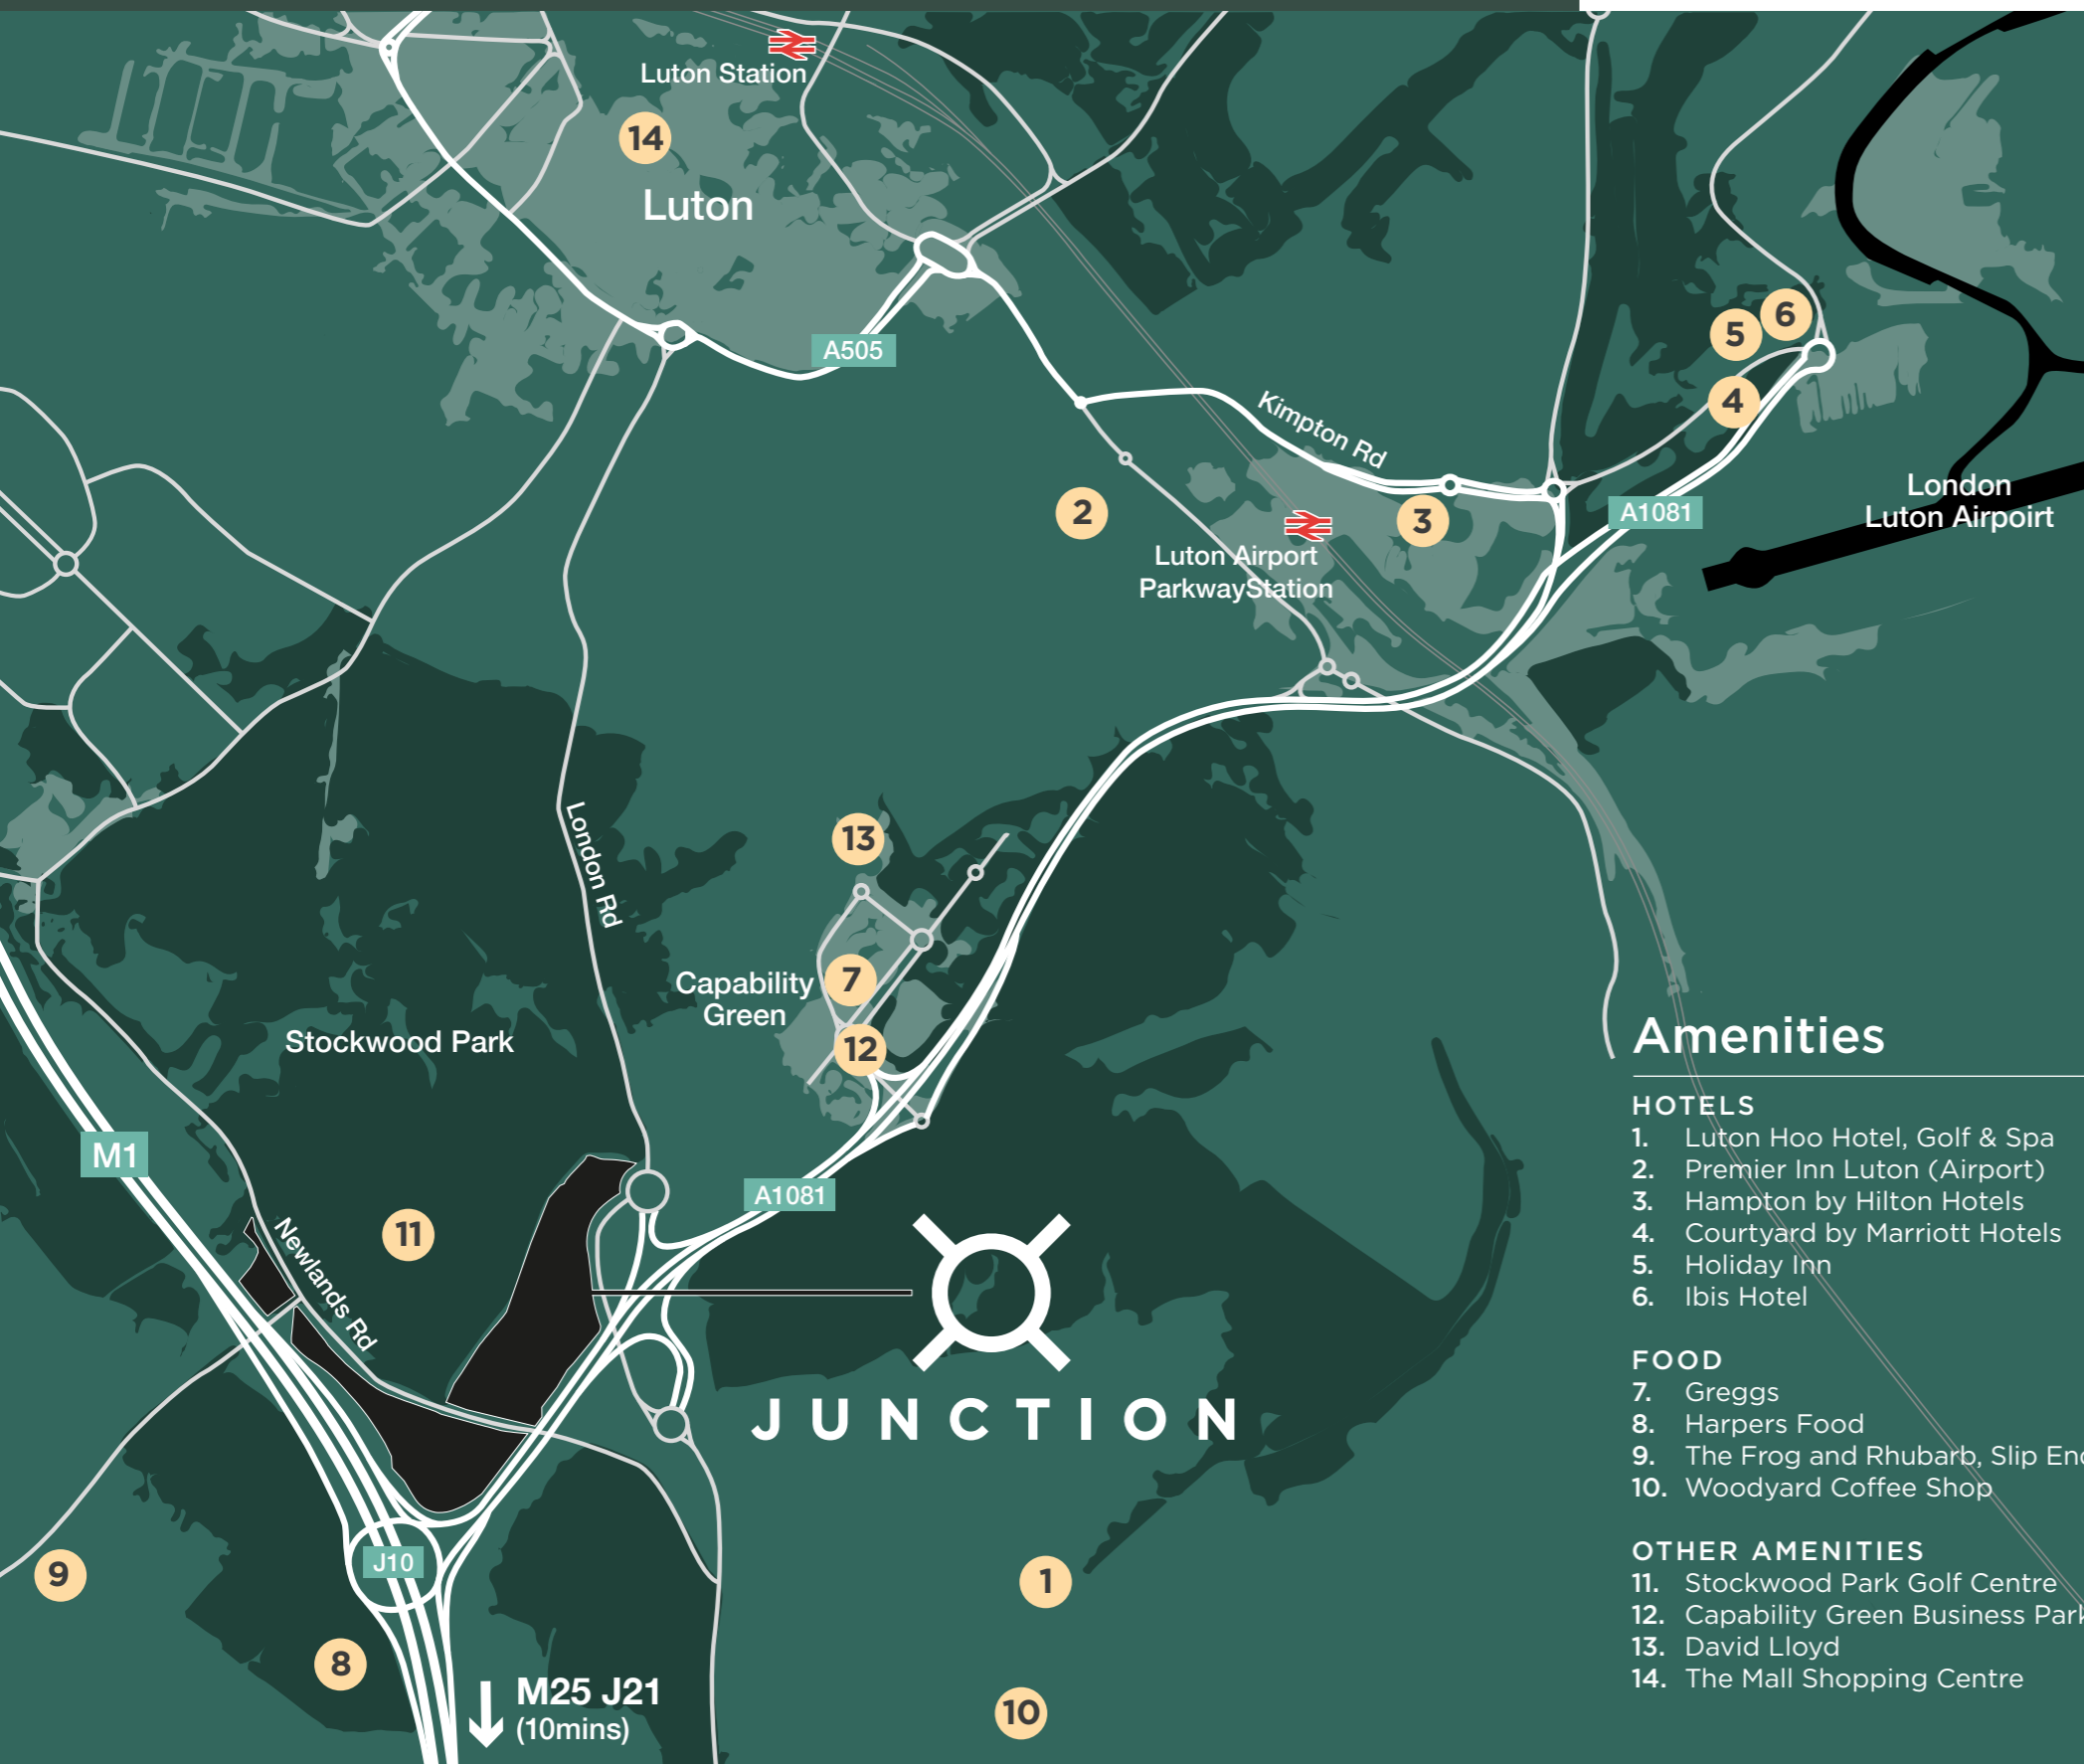 Luton Station
14
Luton
A505
6
5
4
Kimpton Rd
2
3
A1081
London
Luton Airpoirt
Luton Airport
ParkwayStation
London Rd
13
Capability
Green
7
12
Stockwood Park
M1
A1081
11
Newlands Rd
JUNCTION
J10
9
1
8
M25 J21
(10mins)
10
Amenities
HOTELS
1. Luton Hoo Hotel, Golf & Spa
2. Premier Inn Luton (Airport)
3. Hampton by Hilton Hotels
4. Courtyard by Marriott Hotels
5. Holiday Inn
6. Ibis Hotel
FOOD
7. Greggs
8. Harpers Food
9. The Frog and Rhubarb, Slip
10. Woodyard Coffee Shop
OTHER AMENITIES
11. Stockwood Park Golf Centre
12. Capability Green Business Park
13. David Lloyd
14. The Mall Shopping Centre